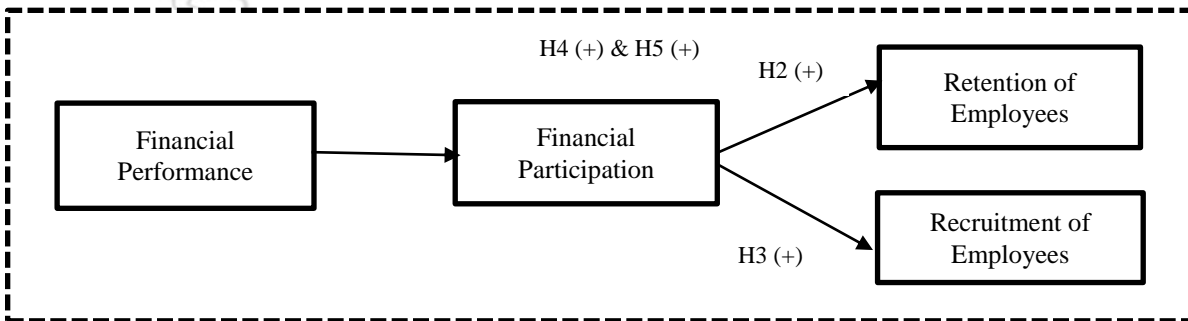 H4 (+) & H5 (+)
H2 (+)
Retention of
Employees
Financial
Performance
Financial
Participation
Recruitment of
Employees
H3 (+)